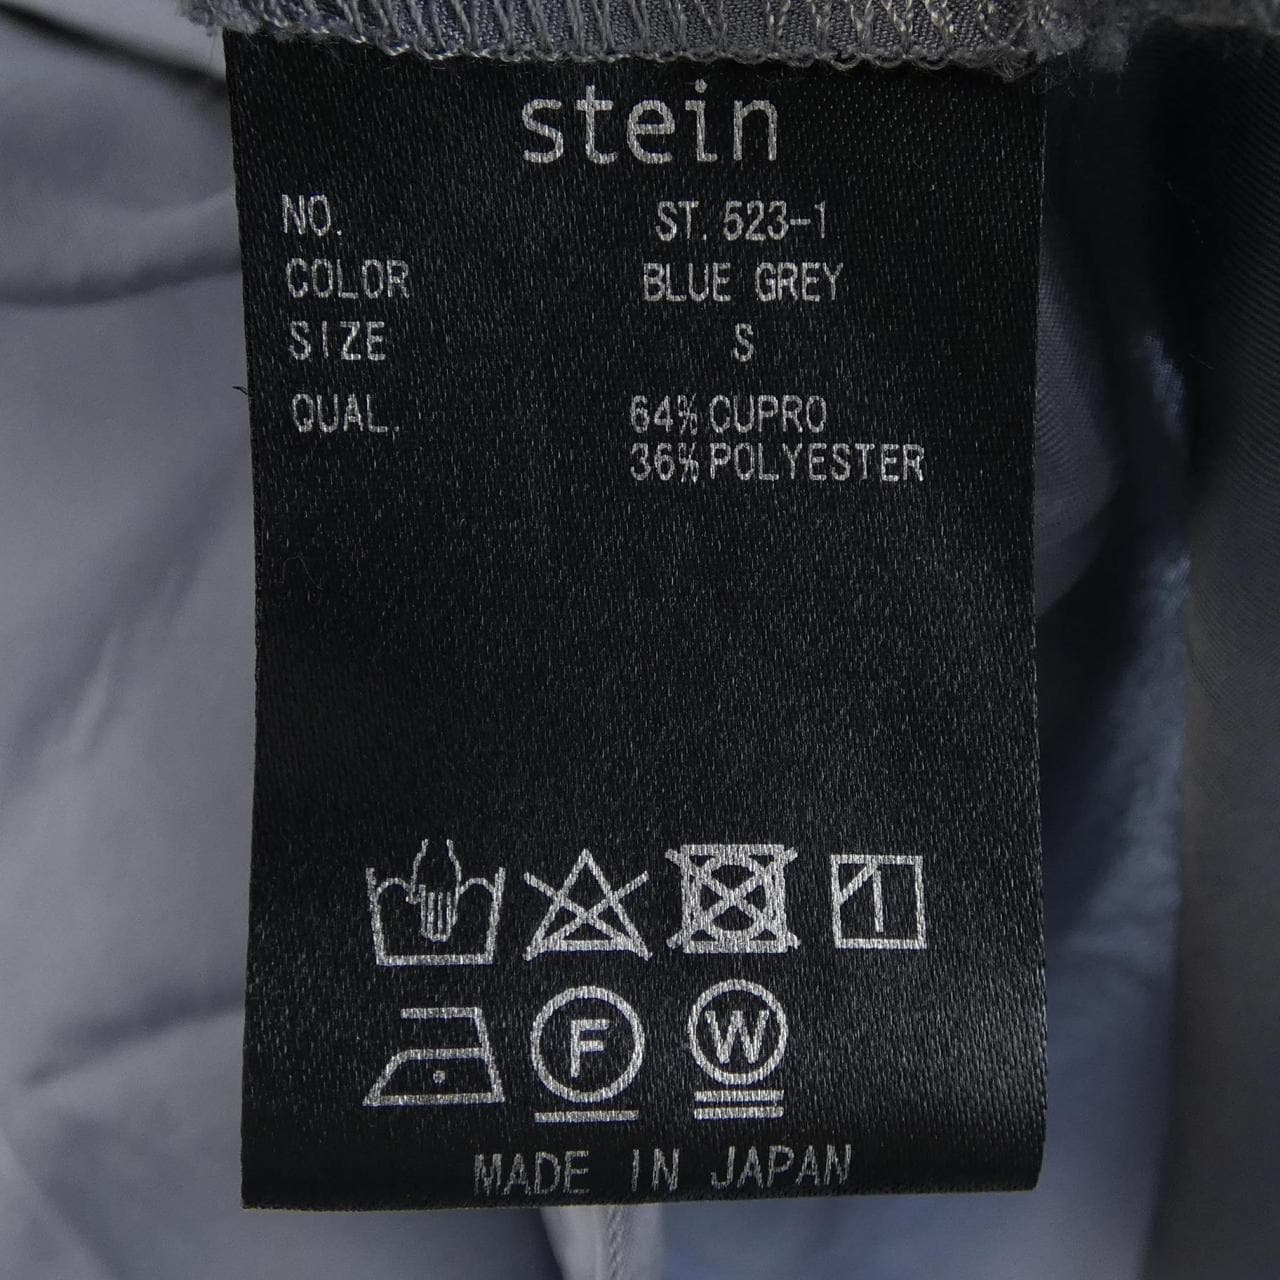 stein
NO. ST. 523-1
COLOR BLUE GREY
SIZE S
QUAL. 64% CUPRO
36% POLYESTER
F W
MADE IN JAPAN